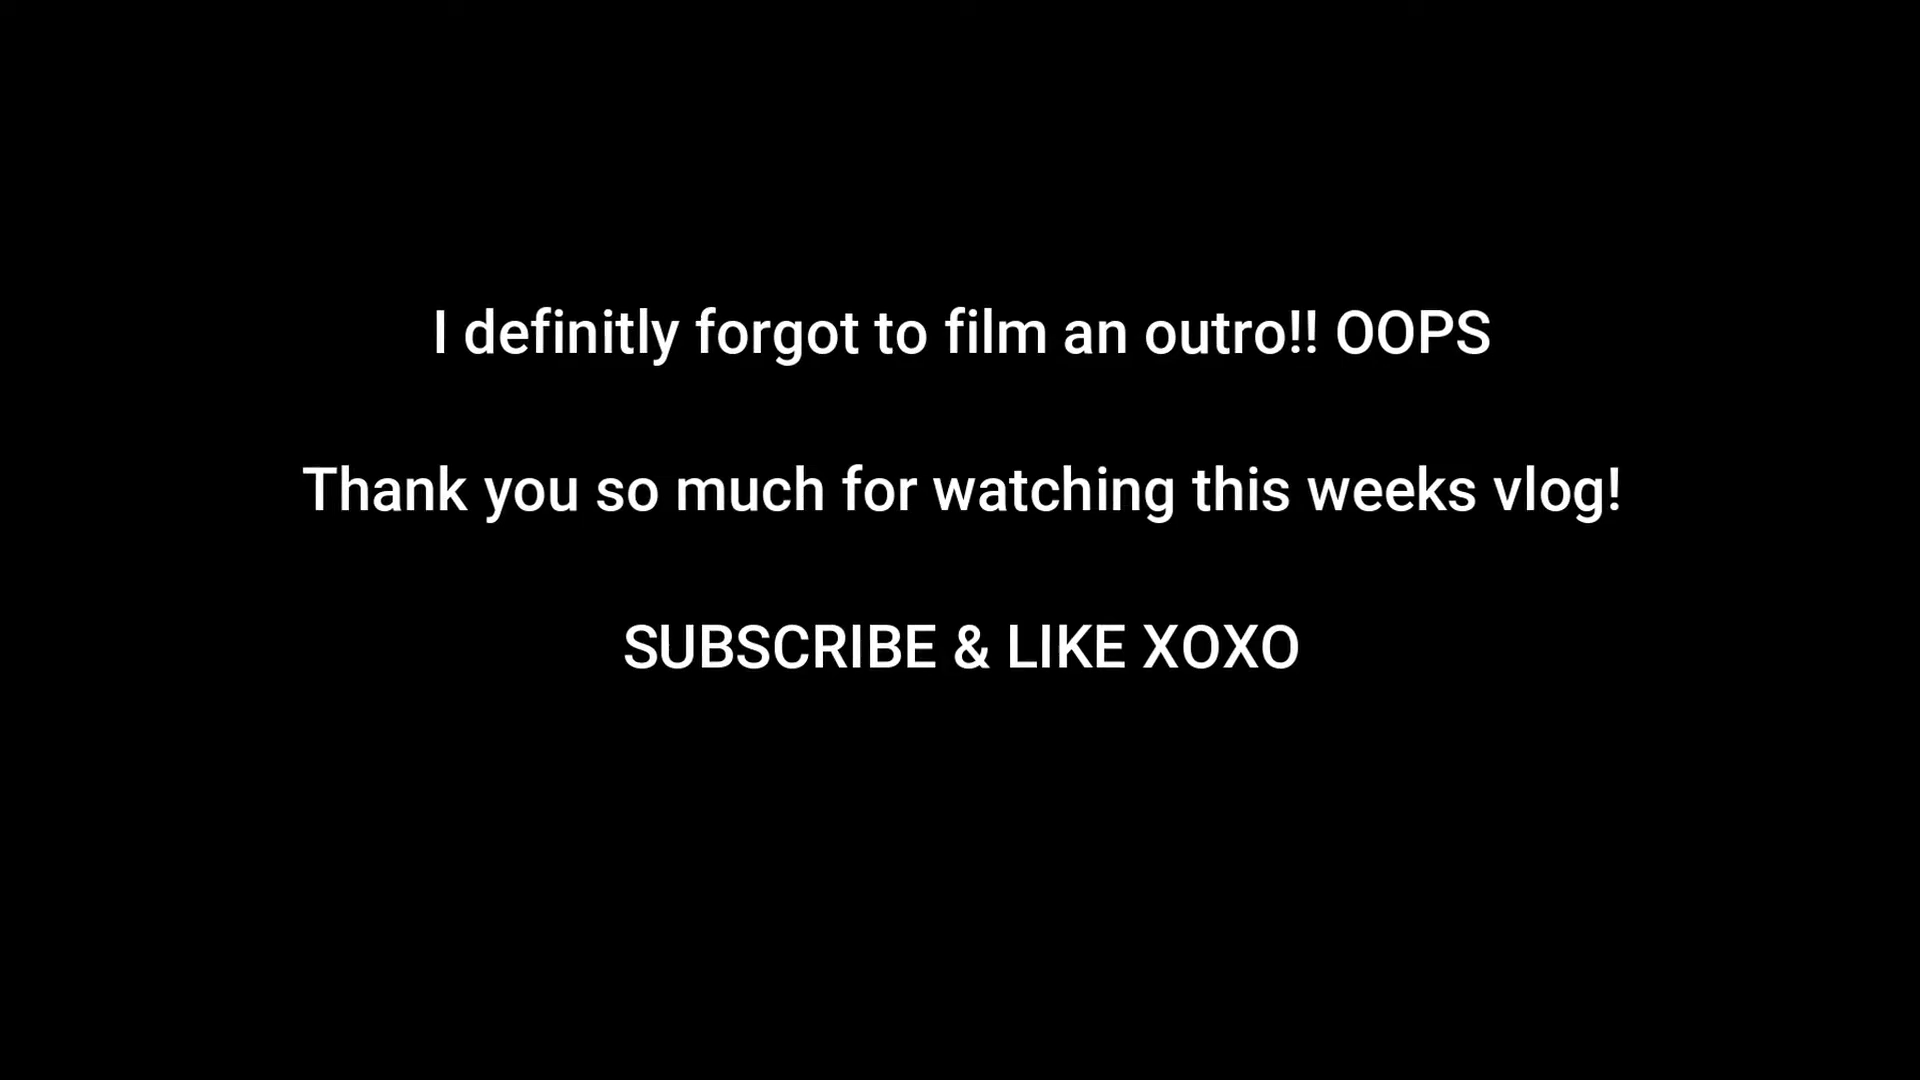 I definitly forgot to film an outro!! OOPS
Thank you so much for watching this weeks vlog!
SUBSCRIBE & LIKE XOXO